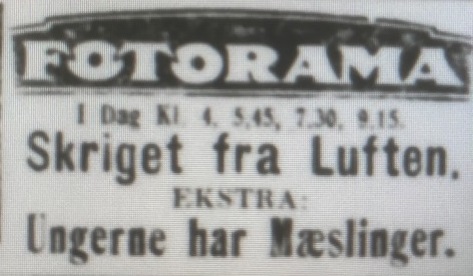 FOTORAMA
I Dag Kl. 4, 5,45, 7,30, 9,15.
Skriget fra Luften.
EKSTRA:
Ungerne har Mæslinger.